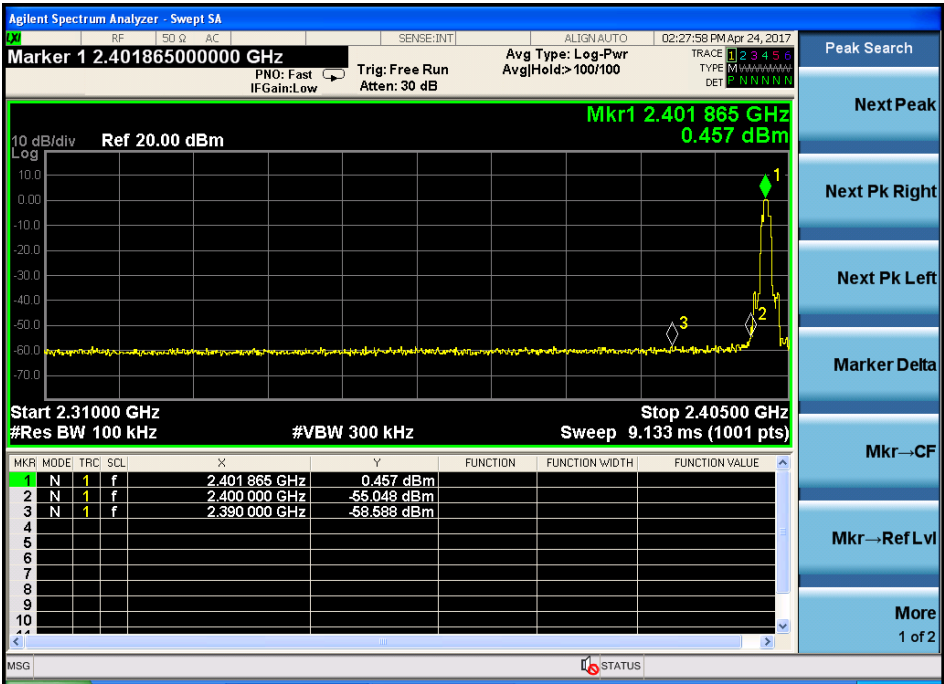 Agilent Spectrum Analyzer - Swept SA
LXI RF 50 Ω AC SENSE:INT ALIGN AUTO 02:27:58 PM Apr 24, 2017
Marker 1 2.401865000000 GHz
PNO: Fast
IFGain:Low
Trig: Free Run
Atten: 30 dB
Avg Type: Log-Pwr
Avg|Hold:>100/100
TRACE 1 2 3 4 5 6
TYPE M
DET P N N N N N
Peak Search
Next Peak
Next Pk Right
Next Pk Left
Marker Delta
Mkr→CF
Mkr→Ref Lvl
More
1 of 2
Mkr1 2.401 865 GHz
0.457 dBm
10 dB/div Ref 20.00 dBm
Log
10.0
0.00
-10.0
-20.0
-30.0
-40.0
-50.0
-60.0
-70.0
1
2
3
Start 2.31000 GHz Stop 2.40500 GHz
#Res BW 100 kHz #VBW 300 kHz Sweep 9.133 ms (1001 pts)
MKR MODE TRC SCL X Y FUNCTION FUNCTION WIDTH FUNCTION VALUE
1 N 1 f 2.401 865 GHz 0.457 dBm
2 N 1 f 2.400 000 GHz -55.048 dBm
3 N 1 f 2.390 000 GHz -58.588 dBm
4
5
6
7
8
9
10
11
MSG STATUS